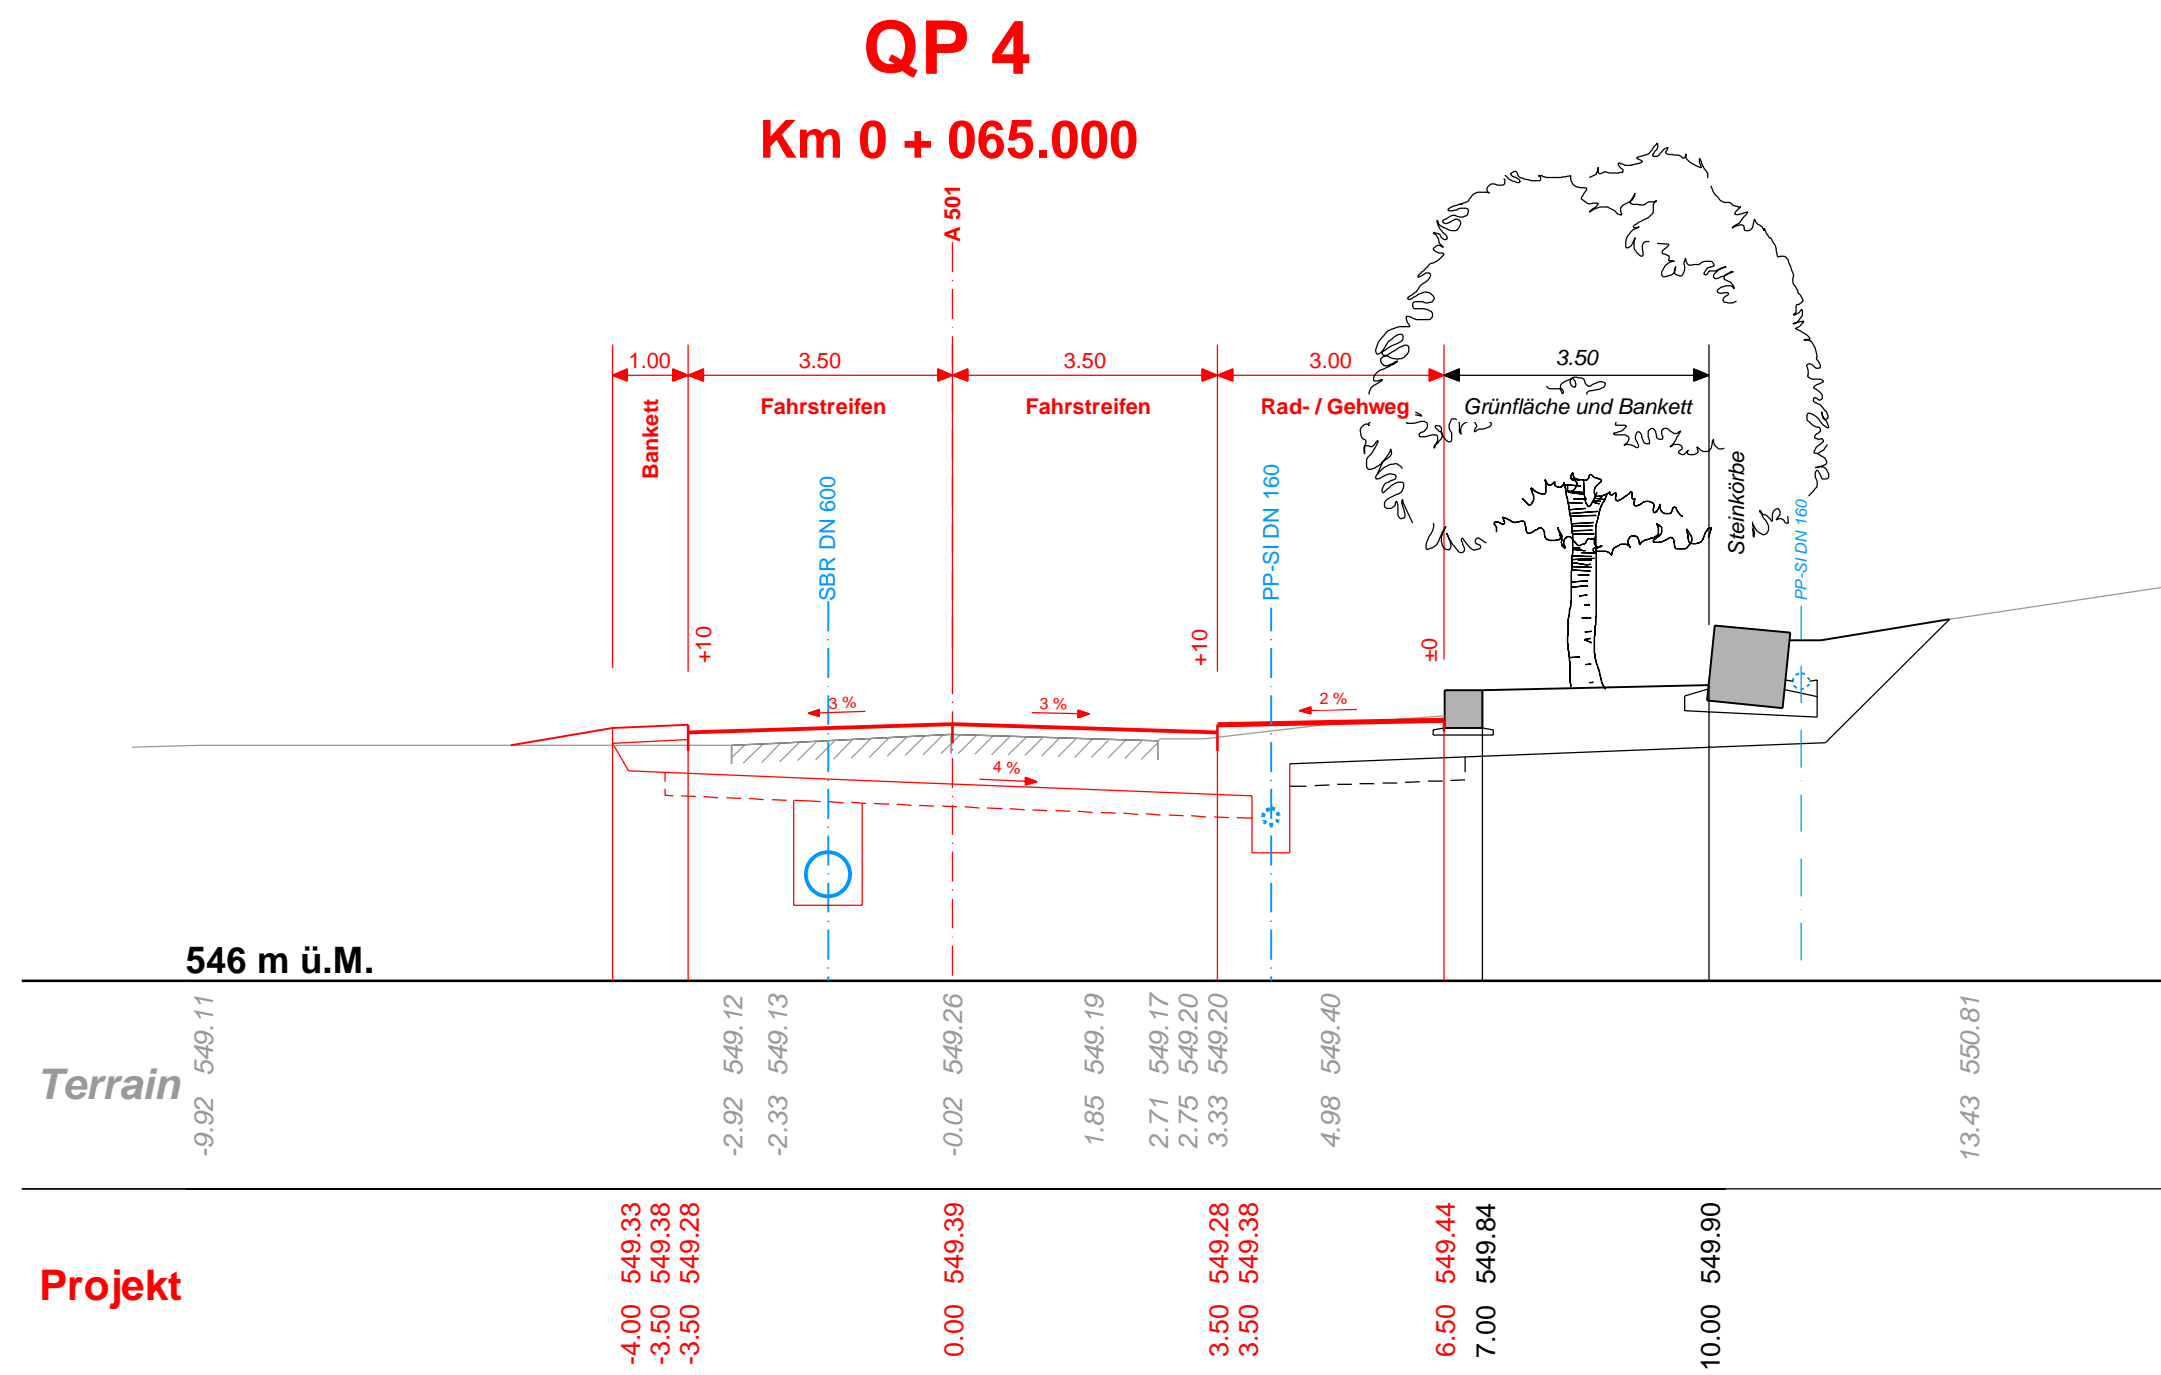 QP 4
Km 0 + 065.000
A 501
1.00
3.50
3.50
3.00
3.50
Bankett
Fahrstreifen
Fahrstreifen
Rad- / Gehweg
Grünfläche und Bankett
Steinkörbe
SBR DN 600
PP-SI DN 160
PP-SI DN 160
+10
+10
±0
3 %
3 %
2 %
4 %
546 m ü.M.
Terrain
-9.92 549.11
-2.92 549.12
-2.33 549.13
-0.02 549.26
1.85 549.19
2.71 549.17
2.75 549.20
3.33 549.20
4.98 549.40
13.43 550.81
Projekt
-4.00 549.33
-3.50 549.38
-3.50 549.28
0.00 549.39
3.50 549.28
3.50 549.38
6.50 549.44
7.00 549.84
10.00 549.90